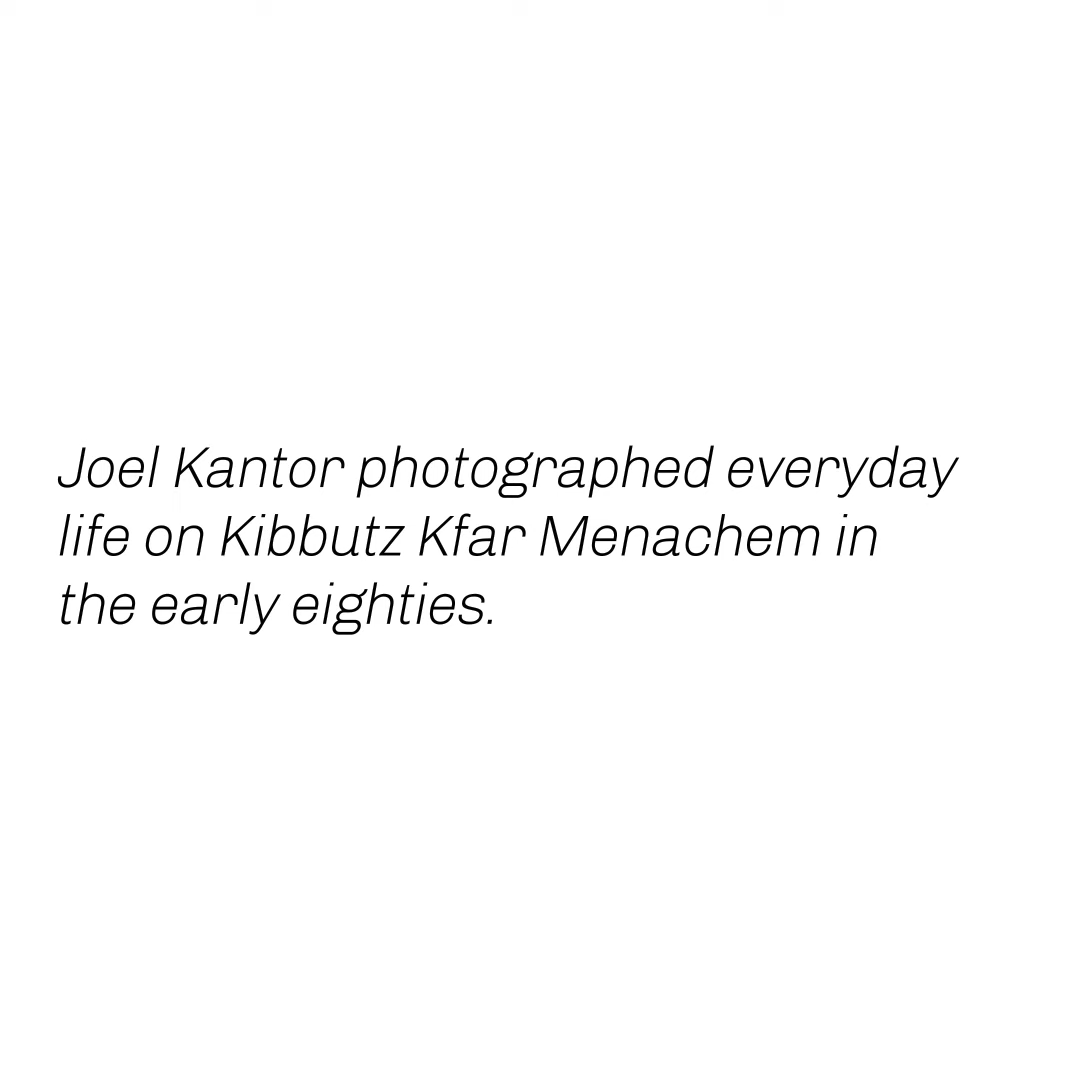 Joel Kantor photographed everyday
life on Kibbutz Kfar Menachem in
the early eighties.